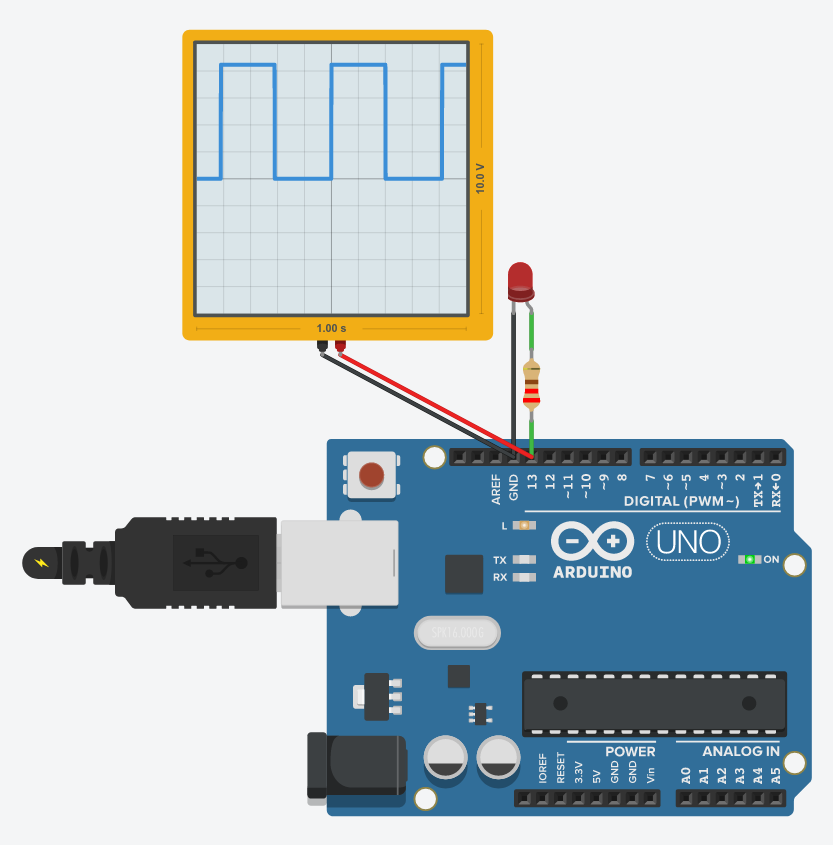 10.0 V
1.00 s
AREF
GND
13
12
~11
~10
~9
8
7
~6
~5
4
~3
2
TX→1
RX←0
DIGITAL (PWM~)
L
TX
RX
ARDUINO
UNO
ON
SPK16.000G
POWER
ANALOG IN
IOREF
RESET
3.3V
5V
GND
GND
Vin
A0
A1
A2
A3
A4
A5